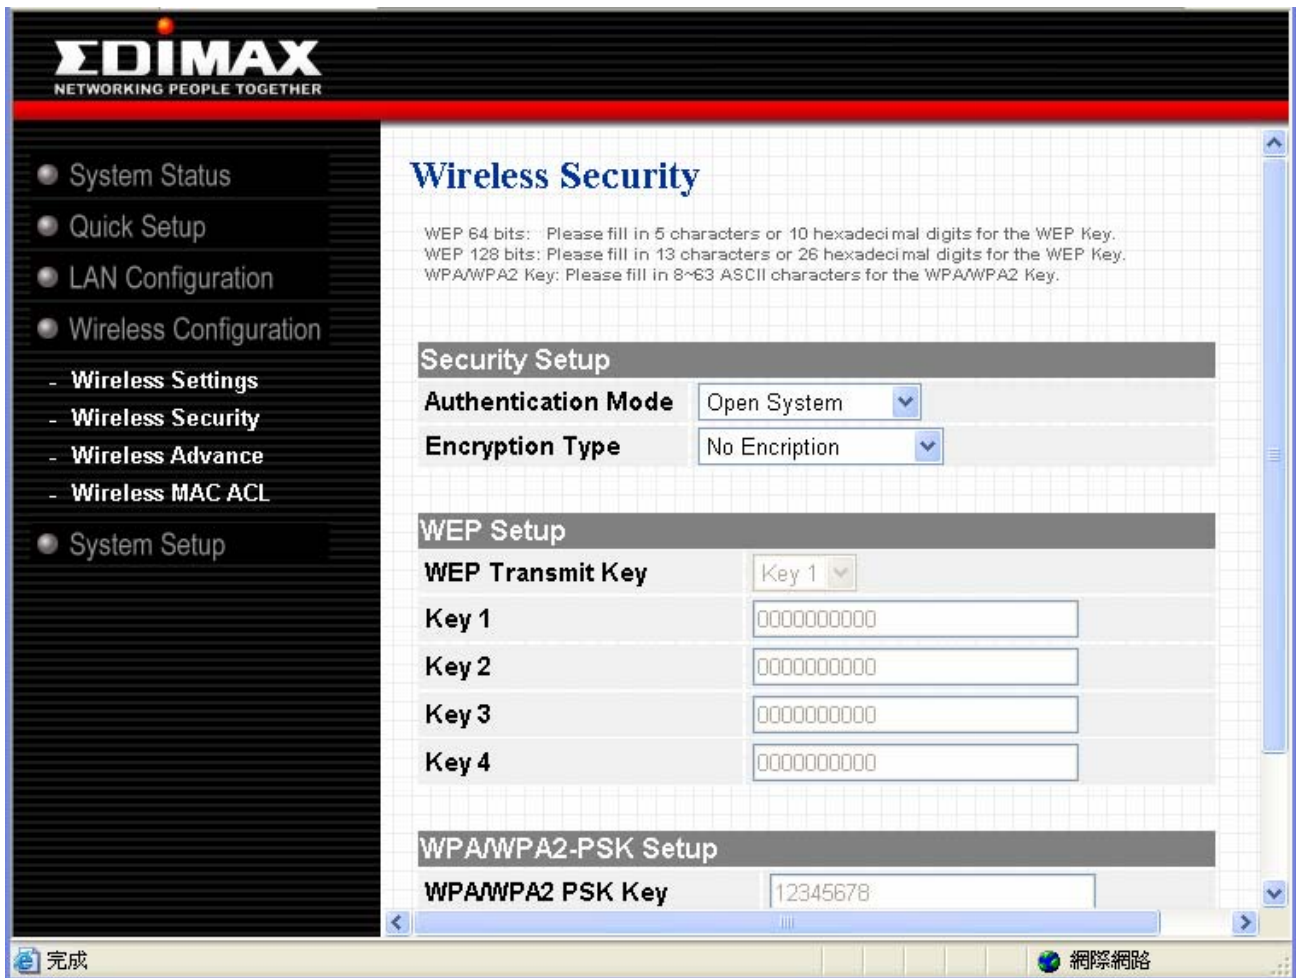 EDIMAX
NETWORKING PEOPLE TOGETHER
System Status
Quick Setup
LAN Configuration
Wireless Configuration
- Wireless Settings
- Wireless Security
- Wireless Advance
- Wireless MAC ACL
System Setup
Wireless Security
WEP 64 bits: Please fill in 5 characters or 10 hexadecimal digits for the WEP Key.
WEP 128 bits: Please fill in 13 characters or 26 hexadecimal digits for the WEP Key.
WPA/WPA2 Key: Please fill in 8~63 ASCII characters for the WPA/WPA2 Key.
Security Setup
Authentication Mode Open System
Encryption Type No Encription
WEP Setup
WEP Transmit Key Key 1
Key 1 0000000000
Key 2 0000000000
Key 3 0000000000
Key 4 0000000000
WPA/WPA2-PSK Setup
WPA/WPA2 PSK Key 12345678
完成 網際網路